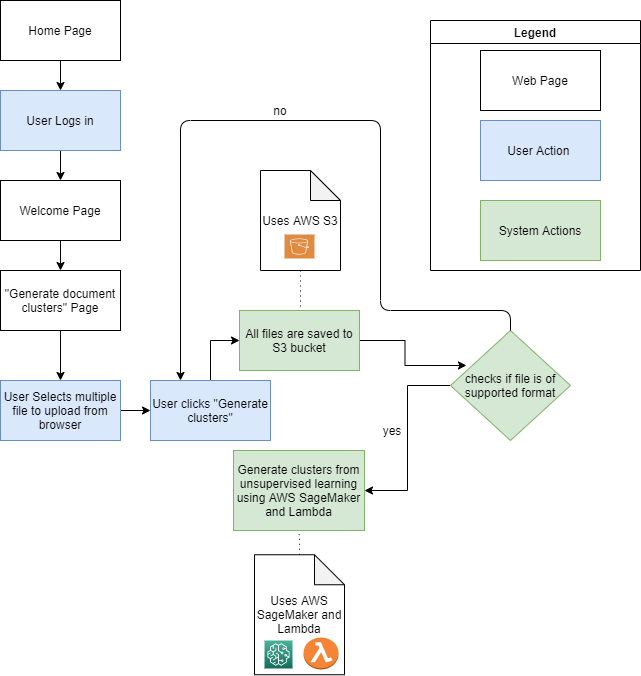 Home Page
User Logs in
Welcome Page
"Generate document
clusters" Page
User Selects multiple
file to upload from
browser
User clicks "Generate
clusters"
no
Uses AWS S3
All files are saved to
S3 bucket
checks if file is of
supported format
yes
Generate clusters from
unsupervised learning
using AWS SageMaker
and Lambda
Uses AWS
SageMaker and
Lambda
Legend
Web Page
User Action
System Actions